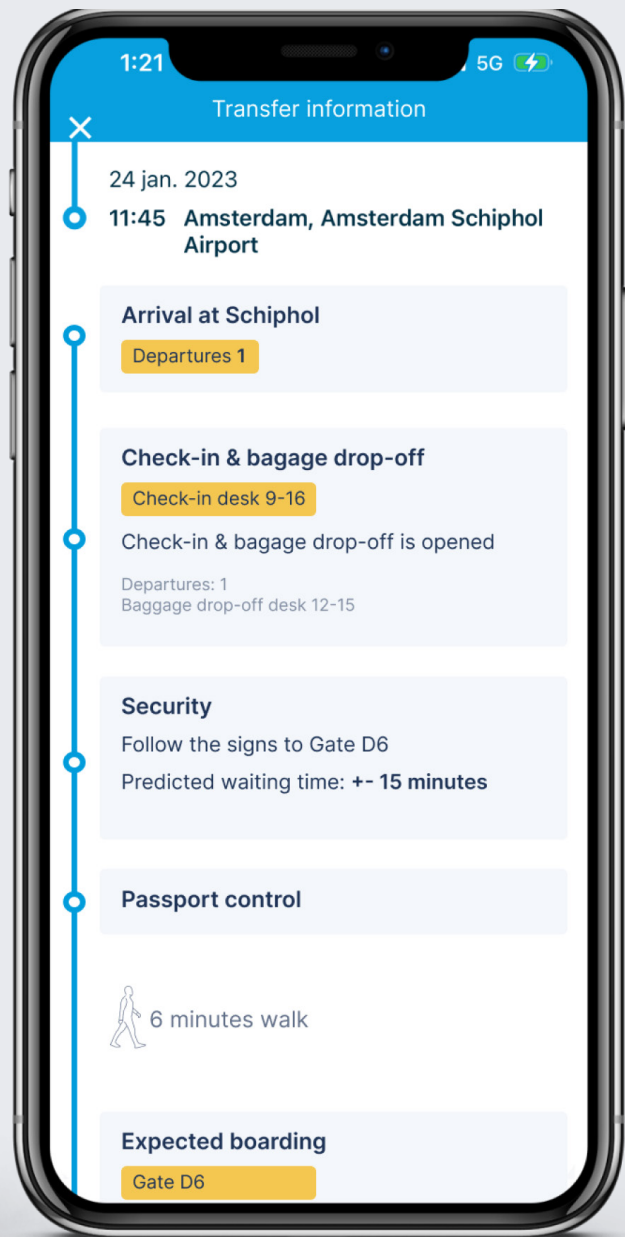 1:21
5G
Transfer information
24 jan. 2023
11:45 Amsterdam, Amsterdam Schiphol
Airport
Arrival at Schiphol
Departures 1
Check-in & bagage drop-off
Check-in desk 9-16
Check-in & bagage drop-off is opened
Departures: 1
Baggage drop-off desk 12-15
Security
Follow the signs to Gate D6
Predicted waiting time: +- 15 minutes
Passport control
6 minutes walk
Expected boarding
Gate D6